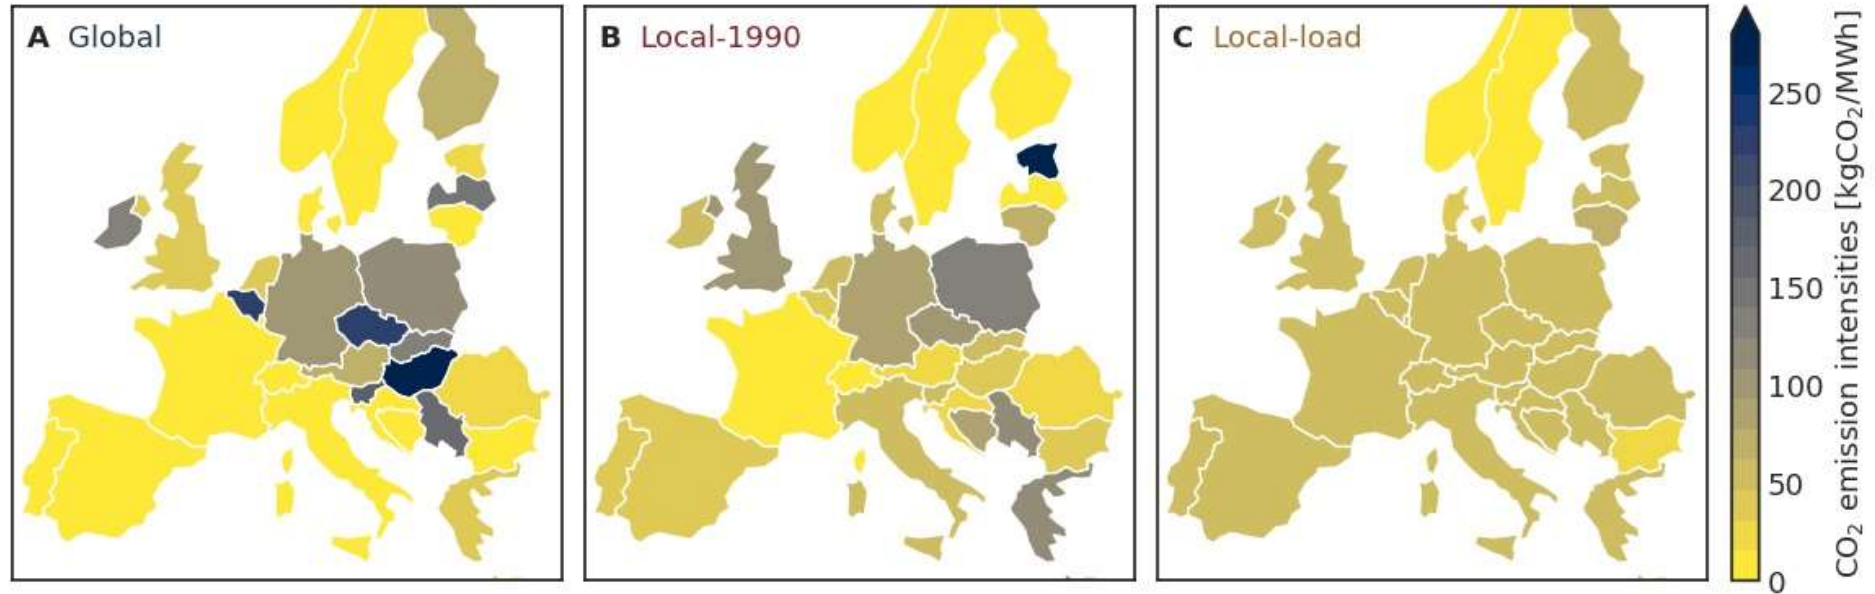 A Global
B Local-1990
C Local-load
250
200
150
100
50
0
CO₂ emission intensities [kgCO₂/MWh]